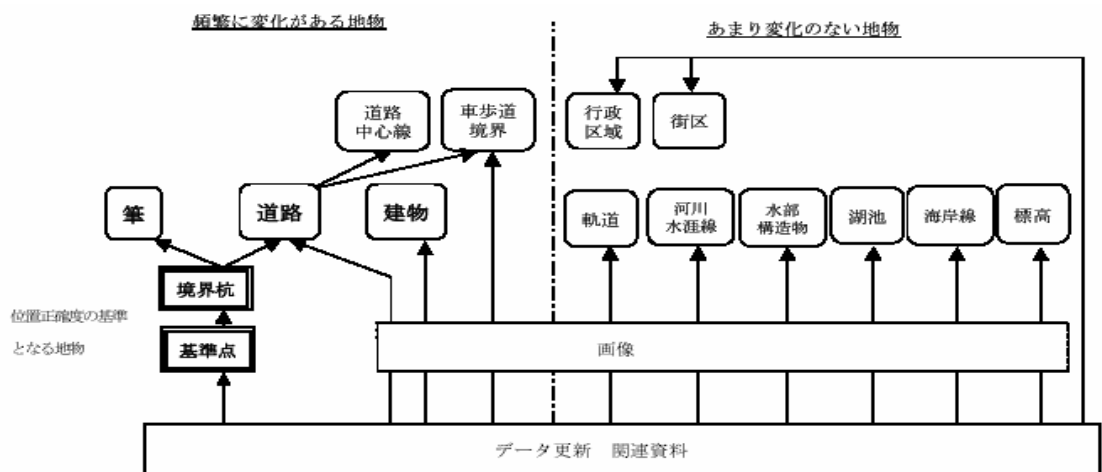 頻繁に変化がある地物
あまり変化のない地物
道路
中心線
車歩道
境界
行政
区域
街区
筆
道路
建物
軌道
河川
水涯線
水部
構造物
湖池
海岸線
標高
境界杭
位置正確度の基準
となる地物
基準点
画像
データ更新　関連資料